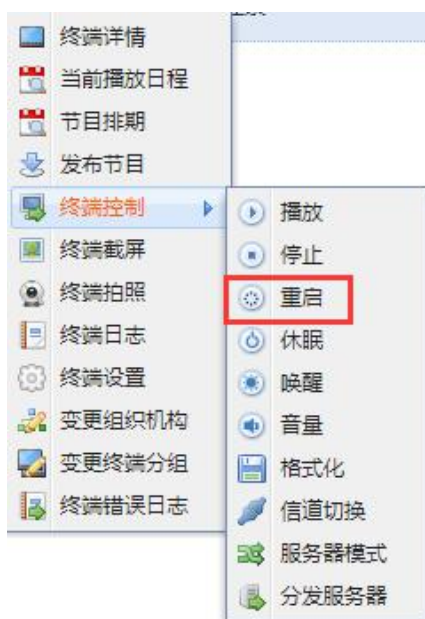 终端详情
当前播放日程
节目排期
发布节目
终端控制
终端截屏
终端拍照
终端日志
终端设置
变更组织机构
变更终端分组
终端错误日志
播放
停止
重启
休眠
唤醒
音量
格式化
信道切换
服务器模式
分发服务器